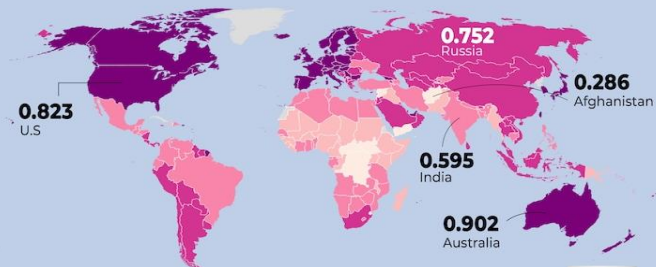 0.752
Russia
0.286
Afghanistan
0.823
U.S
0.595
India
0.902
Australia